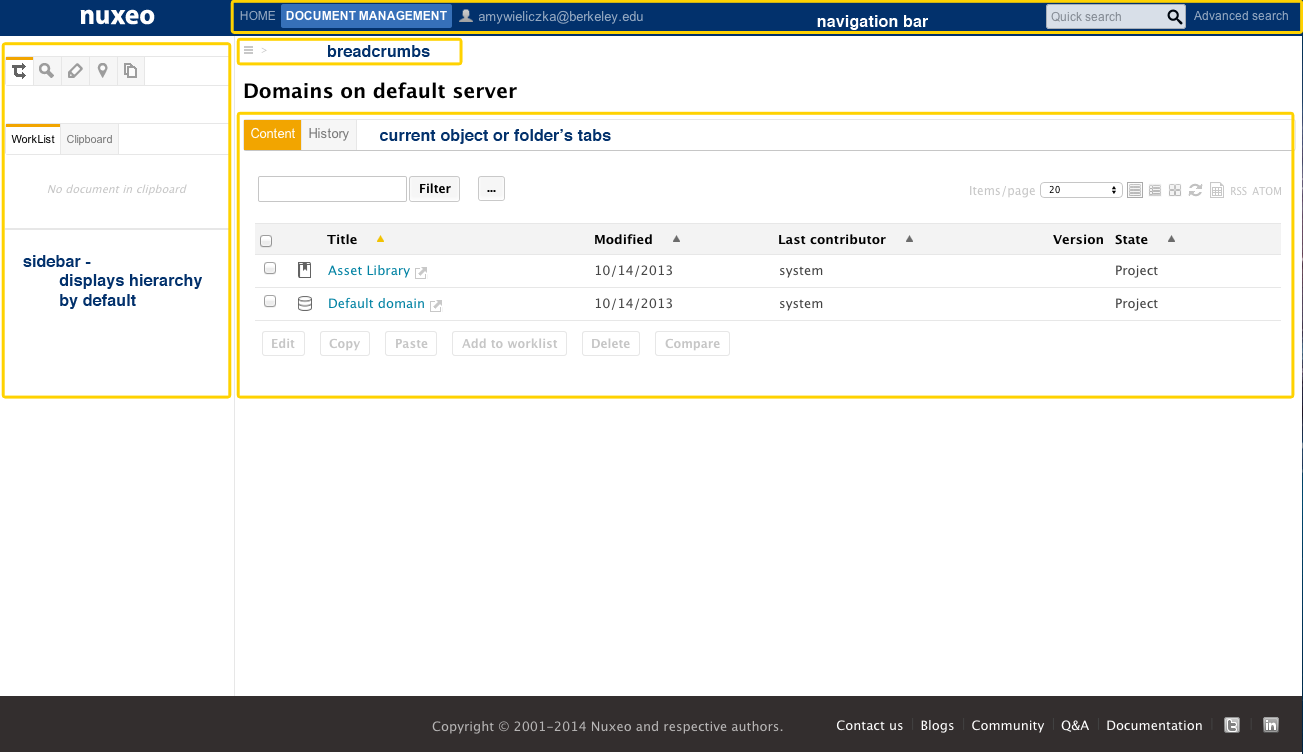 nuxeo
HOME DOCUMENT MANAGEMENT amywieliczka@berkeley.edu navigation bar Quick search Advanced search
> breadcrumbs
Domains on default server
WorkList Clipboard
No document in clipboard
sidebar -
displays hierarchy
by default
Content History current object or folder's tabs
Filter ... Items/page 20 RSS ATOM
Title Modified Last contributor Version State
Asset Library 10/14/2013 system Project
Default domain 10/14/2013 system Project
Edit Copy Paste Add to worklist Delete Compare
Copyright © 2001-2014 Nuxeo and respective authors. Contact us Blogs Community Q&A Documentation